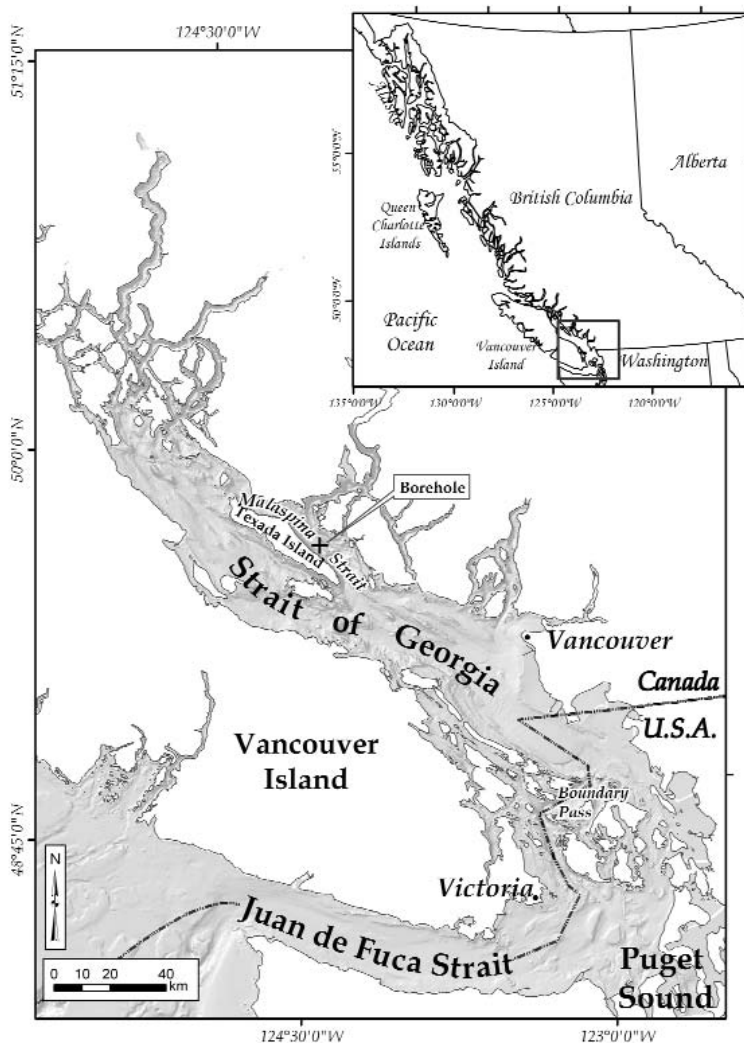 124°30'0"W
51°15'0"N
Alaska
55°0'0"N
Alberta
British Columbia
Queen
Charlotte
Islands
50°0'0"N
Pacific
Ocean
Vancouver
Island
Washington
135°0'0"W
130°0'0"W
125°0'0"W
120°0'0"W
50°0'0"N
Borehole
Malaspina Strait
Texada Island
Strait of Georgia
Vancouver
Canada
U.S.A.
Vancouver
Island
Boundary
Pass
48°45'0"N
N
Victoria
Juan de Fuca Strait
Puget
Sound
0 10 20 40
km
124°30'0"W
123°0'0"W